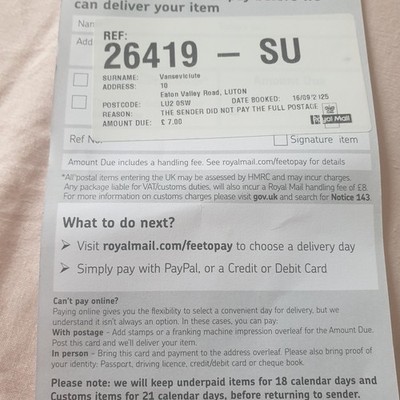 can deliver your item
Nam
Add
REF:
26419 – SU
SURNAME: Vanseviciute
ADDRESS: 10
Eaton Valley Road, LUTON
POSTCODE: LU2 0SW DATE BOOKED: 16/09/2125
REASON: THE SENDER DID NOT PAY THE FULL POSTAGE
AMOUNT DUE: £ 7.00
Royal Mail
Ref No. Signature item
Amount Due includes a handling fee. See royalmail.com/feetopay for details
*All postal items entering the UK may be assessed by HMRC and may incur charges.
Any package liable for VAT/customs duties, will also incur a Royal Mail handling fee of £8.
For more information on customs charges please visit gov.uk and search for Notice 143.
What to do next?
➤ Visit royalmail.com/feetopay to choose a delivery day
➤ Simply pay with PayPal, or a Credit or Debit Card
Can't pay online?
Paying online gives you the flexibility to select a convenient day for delivery, but we
understand it isn't always an option. In these cases, you can pay:
With postage – Add stamps or a franking machine impression overleaf for the Amount Due.
Post this card and we'll deliver your item.
In person – Bring this card and payment to the address overleaf. Please also bring proof of
your identity: Passport, driving licence, credit/debit card or cheque book.
Please note: we will keep underpaid items for 18 calendar days and
Customs items for 21 calendar days, before returning to sender.